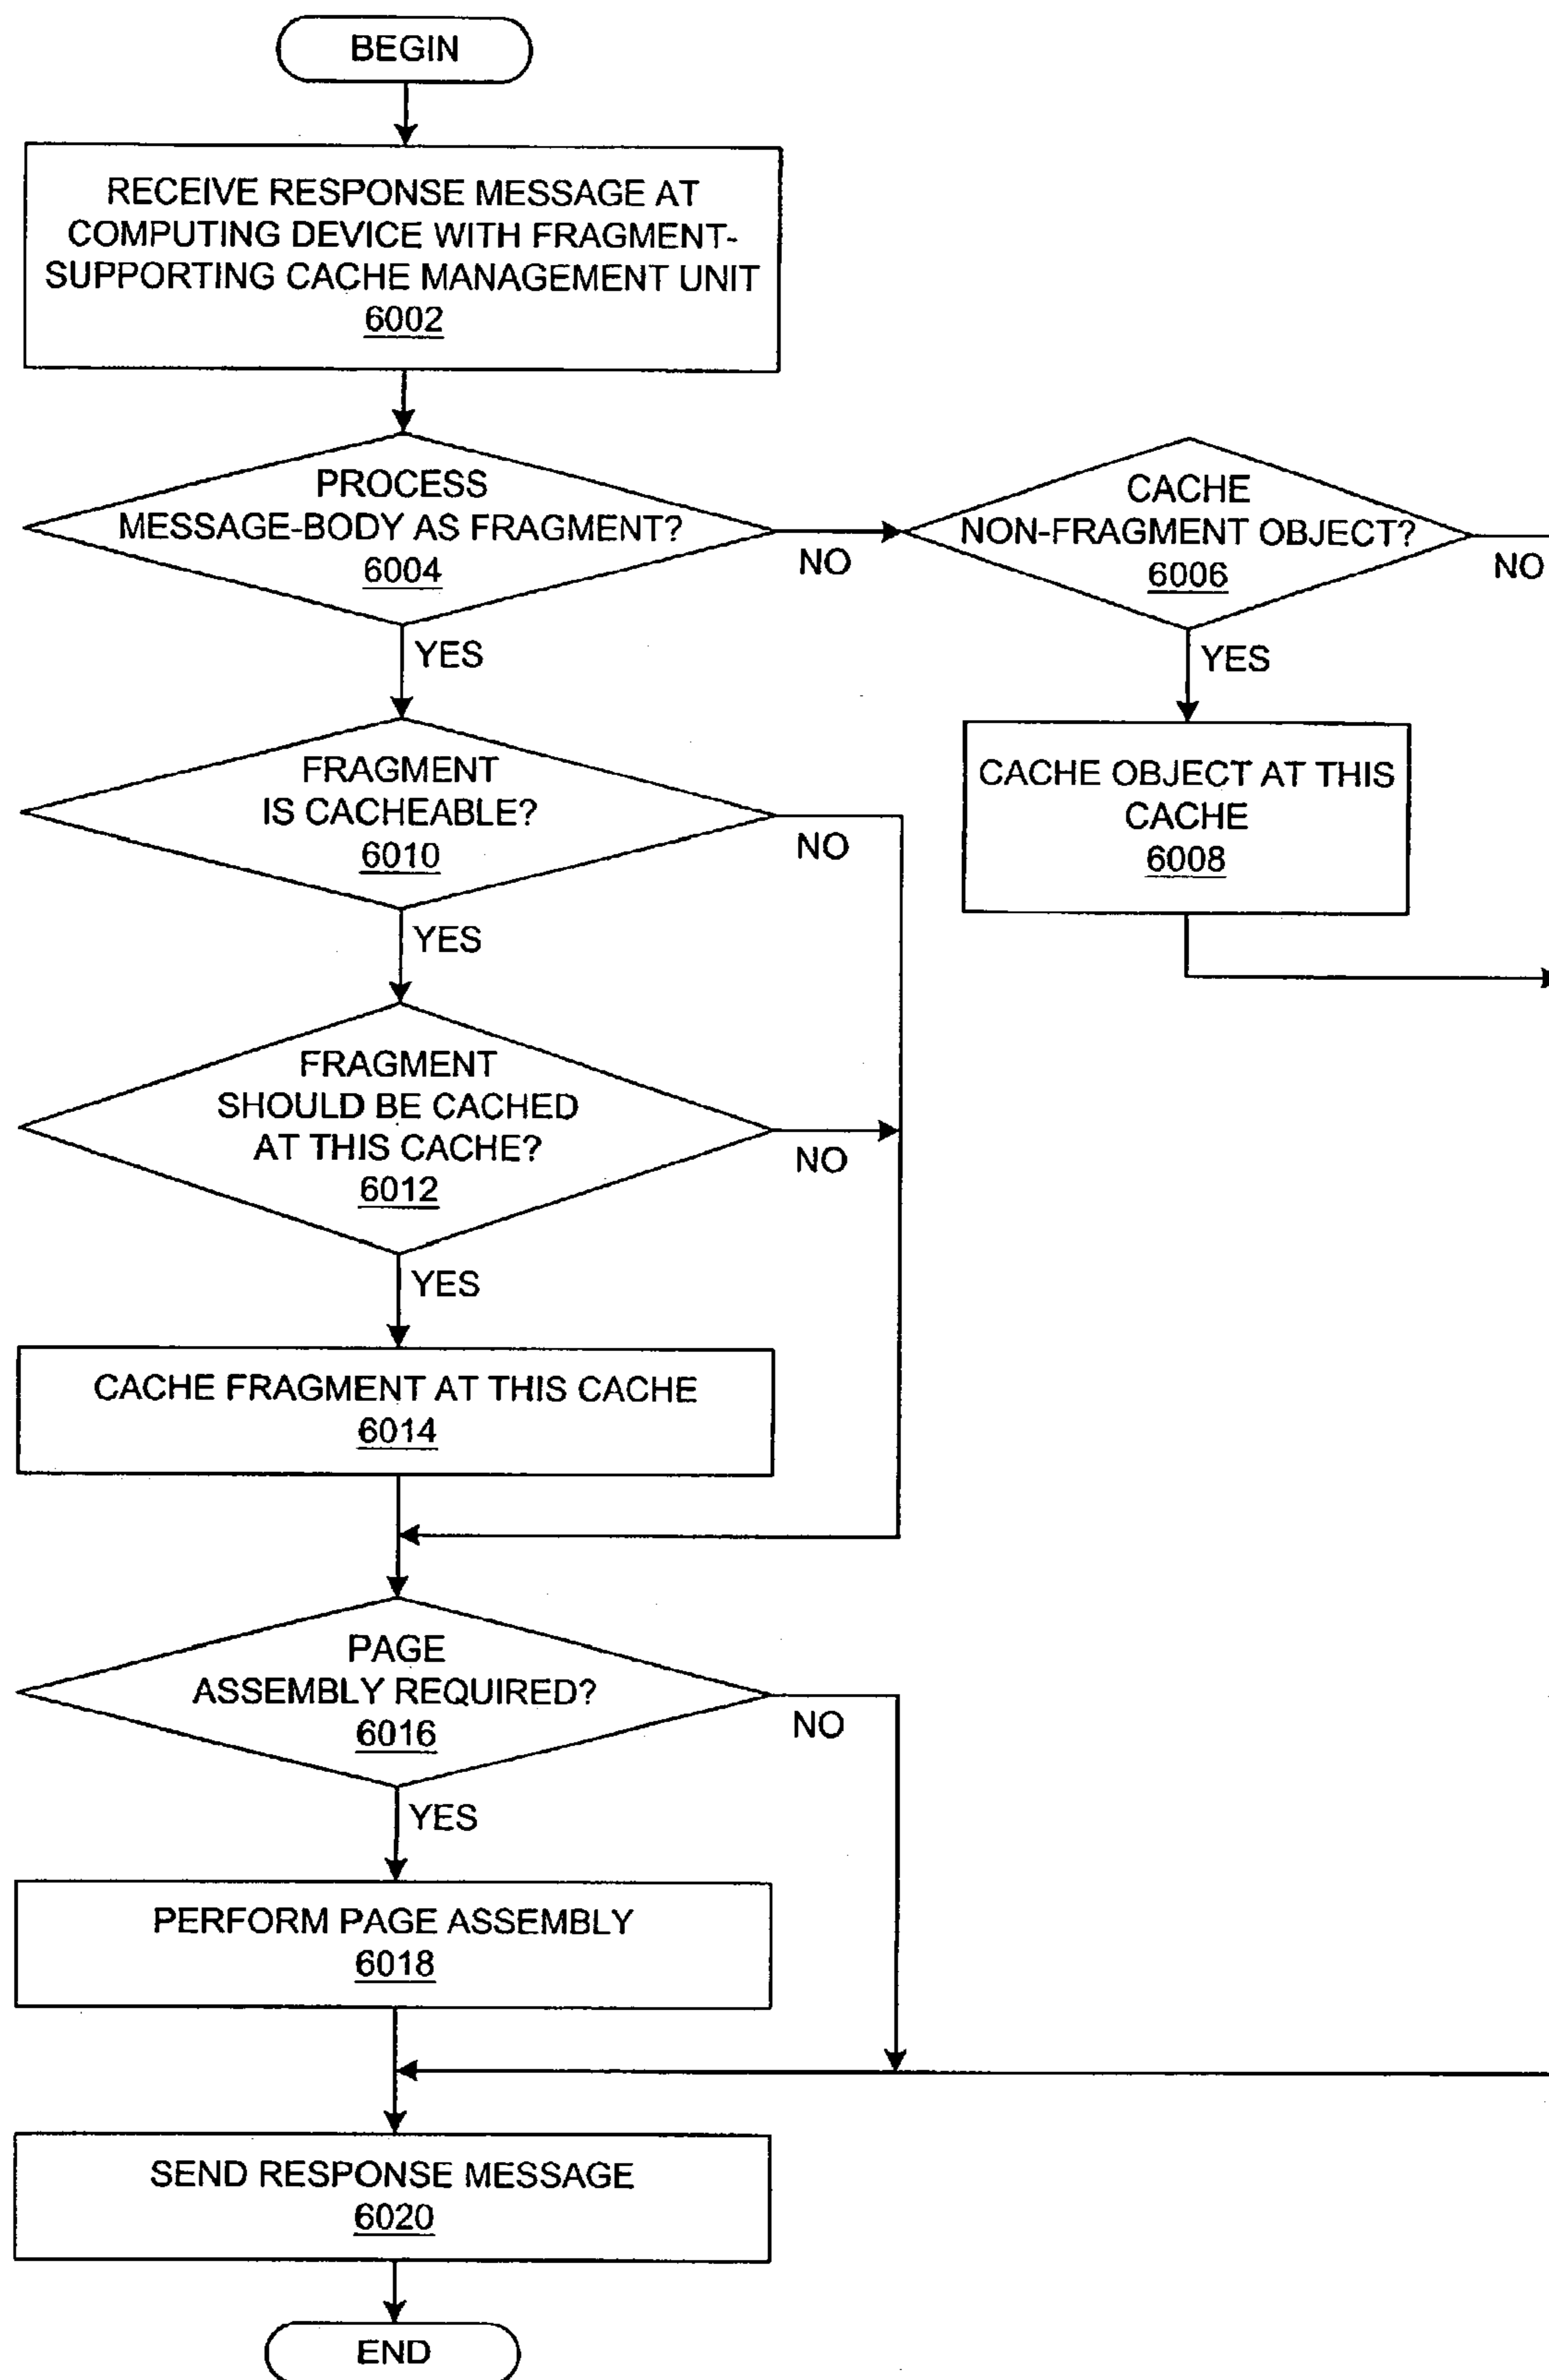 BEGIN
RECEIVE RESPONSE MESSAGE AT
COMPUTING DEVICE WITH FRAGMENT-
SUPPORTING CACHE MANAGEMENT UNIT
6002
PROCESS
MESSAGE-BODY AS FRAGMENT?
6004
NO
YES
CACHE
NON-FRAGMENT OBJECT?
6006
NO
YES
CACHE OBJECT AT THIS
CACHE
6008
FRAGMENT
IS CACHEABLE?
6010
NO
YES
FRAGMENT
SHOULD BE CACHED
AT THIS CACHE?
6012
NO
YES
CACHE FRAGMENT AT THIS CACHE
6014
PAGE
ASSEMBLY REQUIRED?
6016
NO
YES
PERFORM PAGE ASSEMBLY
6018
SEND RESPONSE MESSAGE
6020
END